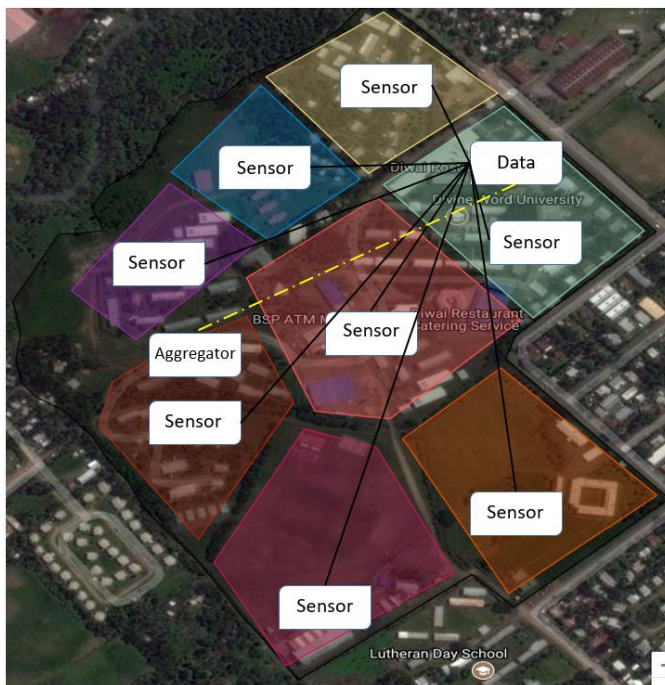 Sensor
Data
Sensor
Diwai
Divine Word University
Sensor
Sensor
BSP ATM
Sensor
Diwai Restaurant
Catering Service
Aggregator
Sensor
Sensor
Sensor
Lutheran Day School